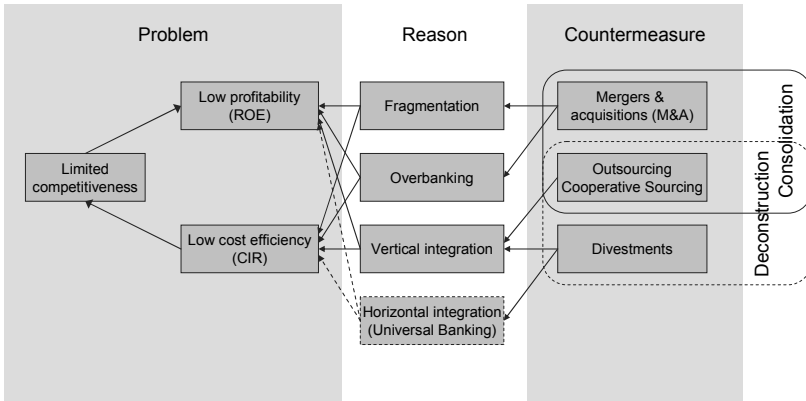 Problem
Reason
Countermeasure
Low profitability
(ROE)
Fragmentation
Mergers &
acquisitions (M&A)
Limited
competitiveness
Overbanking
Outsourcing
Cooperative Sourcing
Low cost efficiency
(CIR)
Vertical integration
Divestments
Horizontal integration
(Universal Banking)
Deconstruction
Consolidation